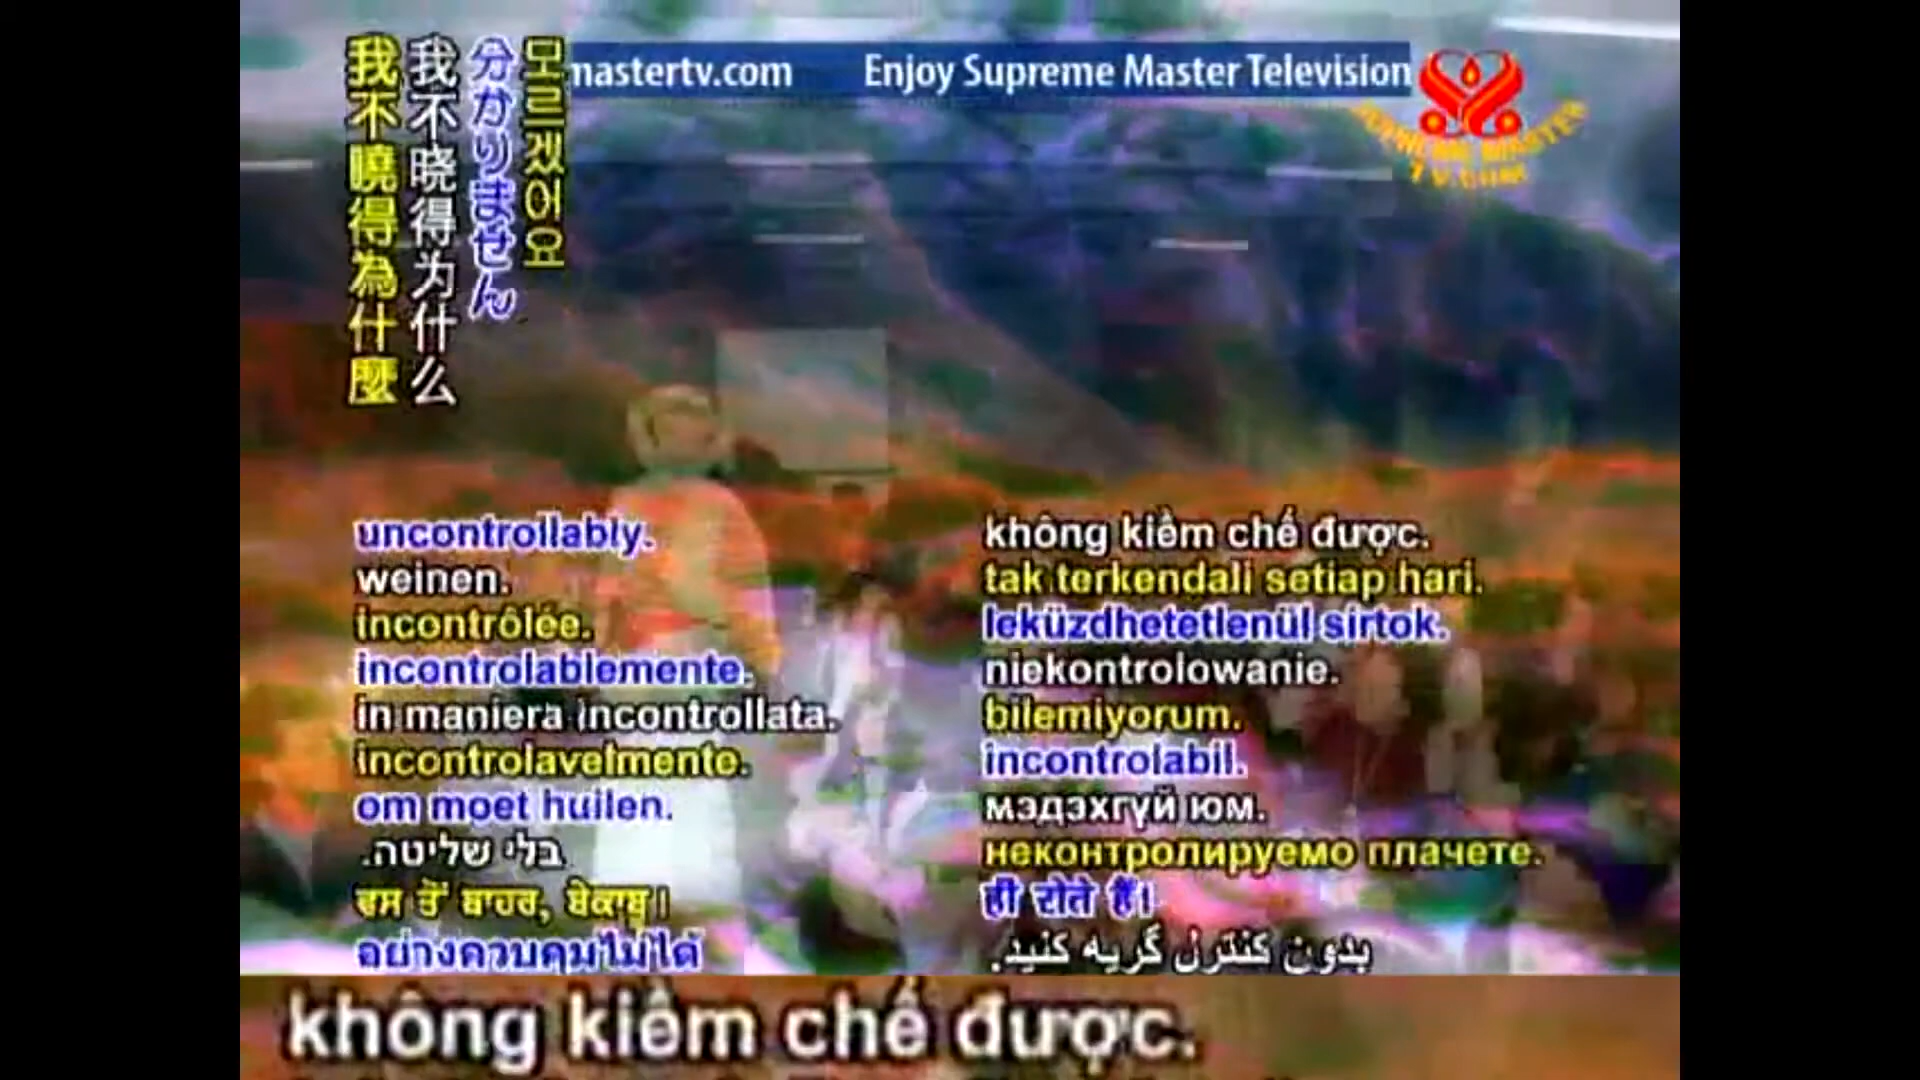 mastertv.com Enjoy Supreme Master Television
SUPREME MASTER
TV.COM
모르겠어요
分かりません
我不晓得为什么
我不曉得為什麼
uncontrollably.
weinen.
incontrôlée.
incontrolablemente.
in maniera incontrollata.
incontrolavelmente.
om moet huilen.
בלי שליטה.
ਵਸ ਤੋਂ ਬਾਹਰ, ਬੇਕਾਬੂ।
อย่างควบคุมไม่ได้
không kiềm chế được.
tak terkendali setiap hari.
leküzdhetetlenül sírtok.
niekontrolowanie.
bilemiyorum.
incontrolabil.
мэдэхгүй юм.
неконтролируемо плачете.
ही रोते हैं।
بدون کنترل گریه کنید.
không kiềm chế được.